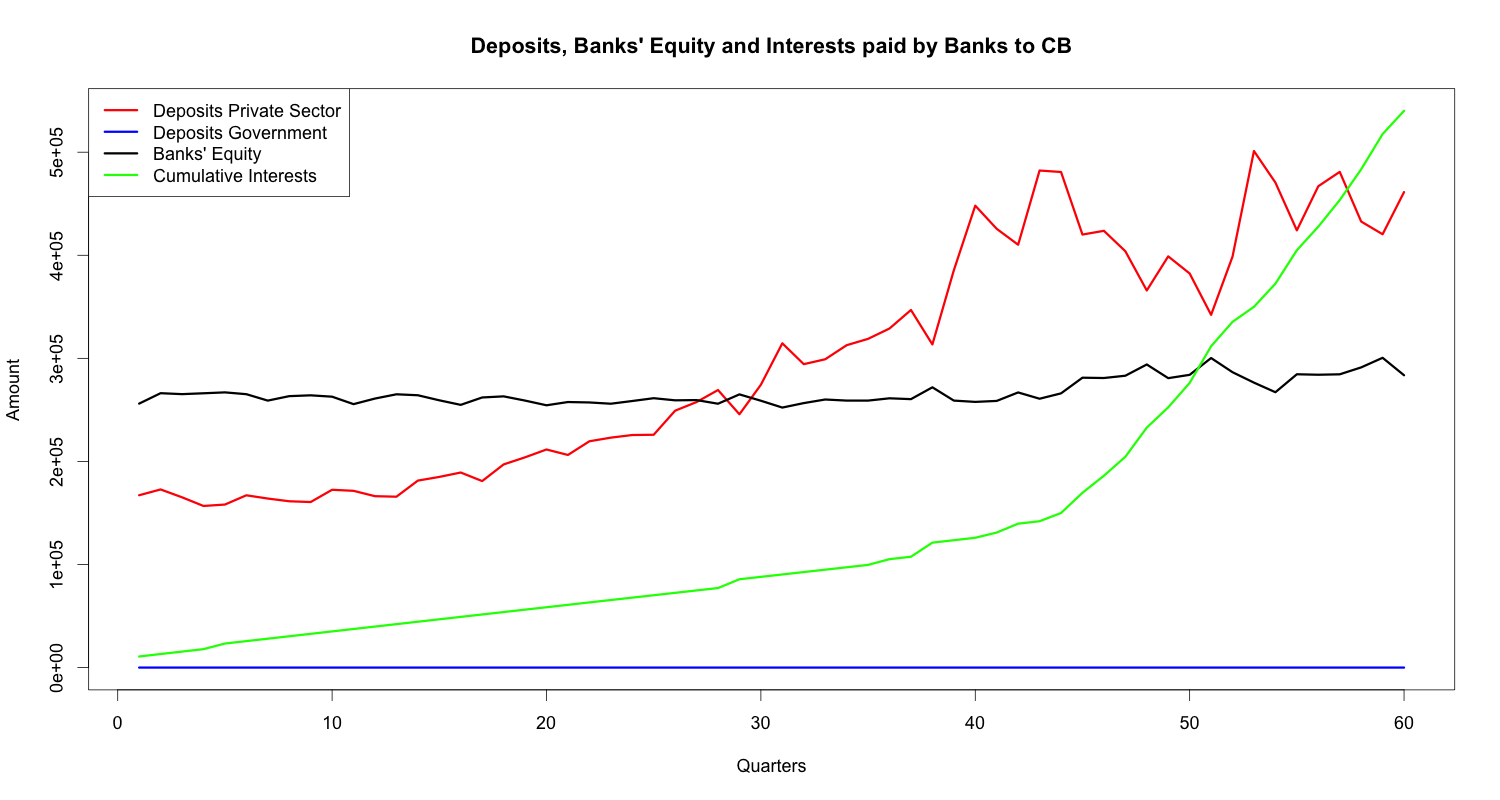 Deposits, Banks' Equity and Interests paid by Banks to CB
Deposits Private Sector
Deposits Government
Banks' Equity
Cumulative Interests
Amount
5e+05
4e+05
3e+05
2e+05
1e+05
0e+00
0 10 20 30 40 50 60
Quarters